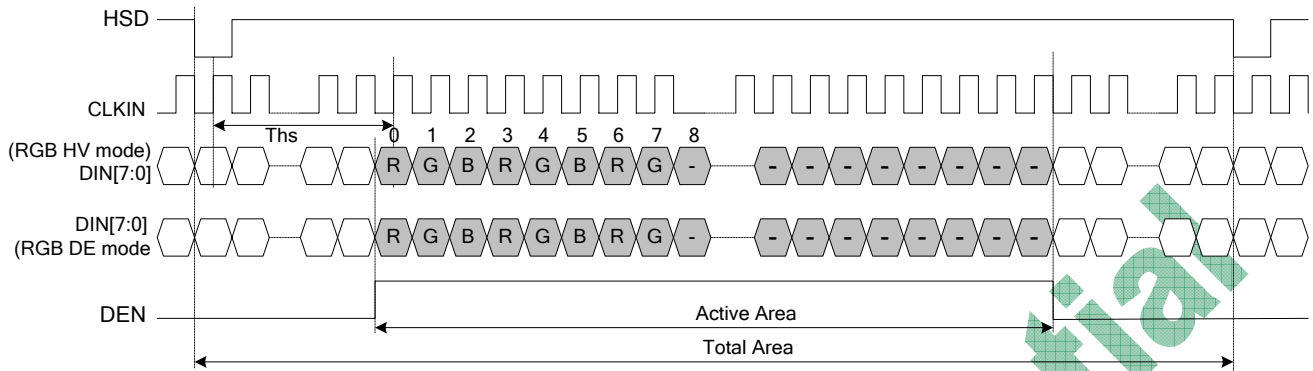 HSD
CLKIN
Ths
0 1 2 3 4 5 6 7 8
(RGB HV mode)
DIN[7:0]
R G B R G B R G - - - - - - - - -
DIN[7:0]
(RGB DE mode
R G B R G B R G - - - - - - - - -
DEN
Active Area
Total Area
tial